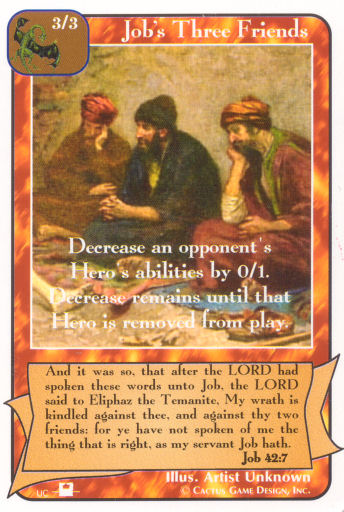 3/3
Job's Three Friends
Decrease an opponent's
Hero's abilities by 0/1.
Decrease remains until that
Hero is removed from play.
And it was so, that after the LORD had
spoken these words unto Job, the LORD
said to Eliphaz the Temanite, My wrath is
kindled against thee, and against thy two
friends: for ye have not spoken of me the
thing that is right, as my servant Job hath.
Job 42:7
Illus. Artist Unknown
UC
© CACTUS GAME DESIGN, INC.